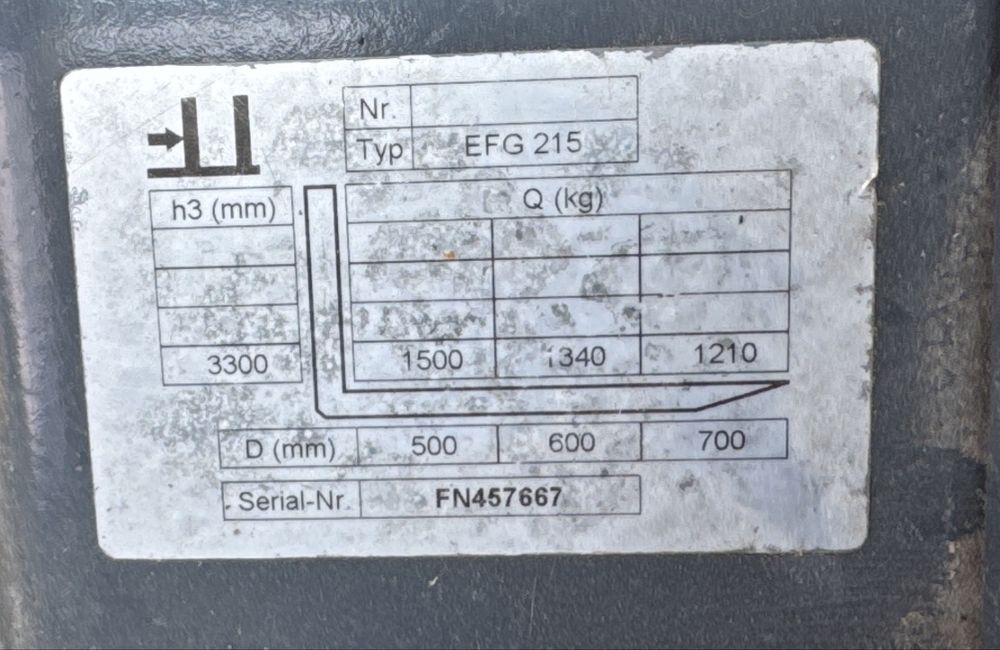 Nr.
Typ EFG 215
h3 (mm) Q (kg)
3300 1500 1340 1210
D (mm) 500 600 700
Serial-Nr. FN457667